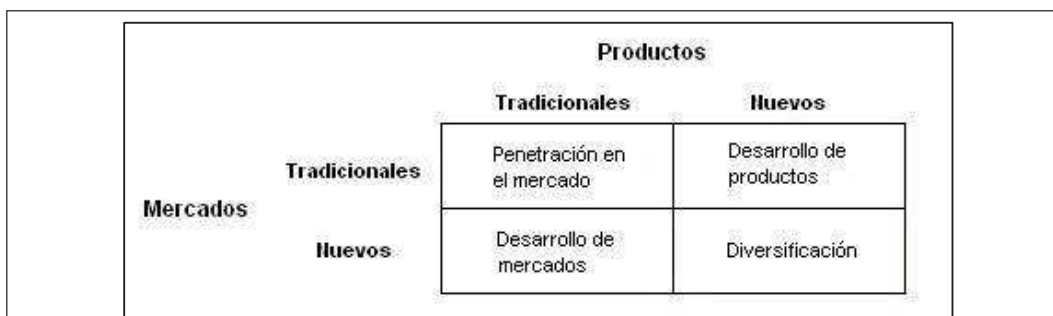 Productos
Tradicionales Nuevos
Tradicionales
Penetración en
el mercado
Desarrollo de
productos
Mercados
Nuevos
Desarrollo de
mercados
Diversificación